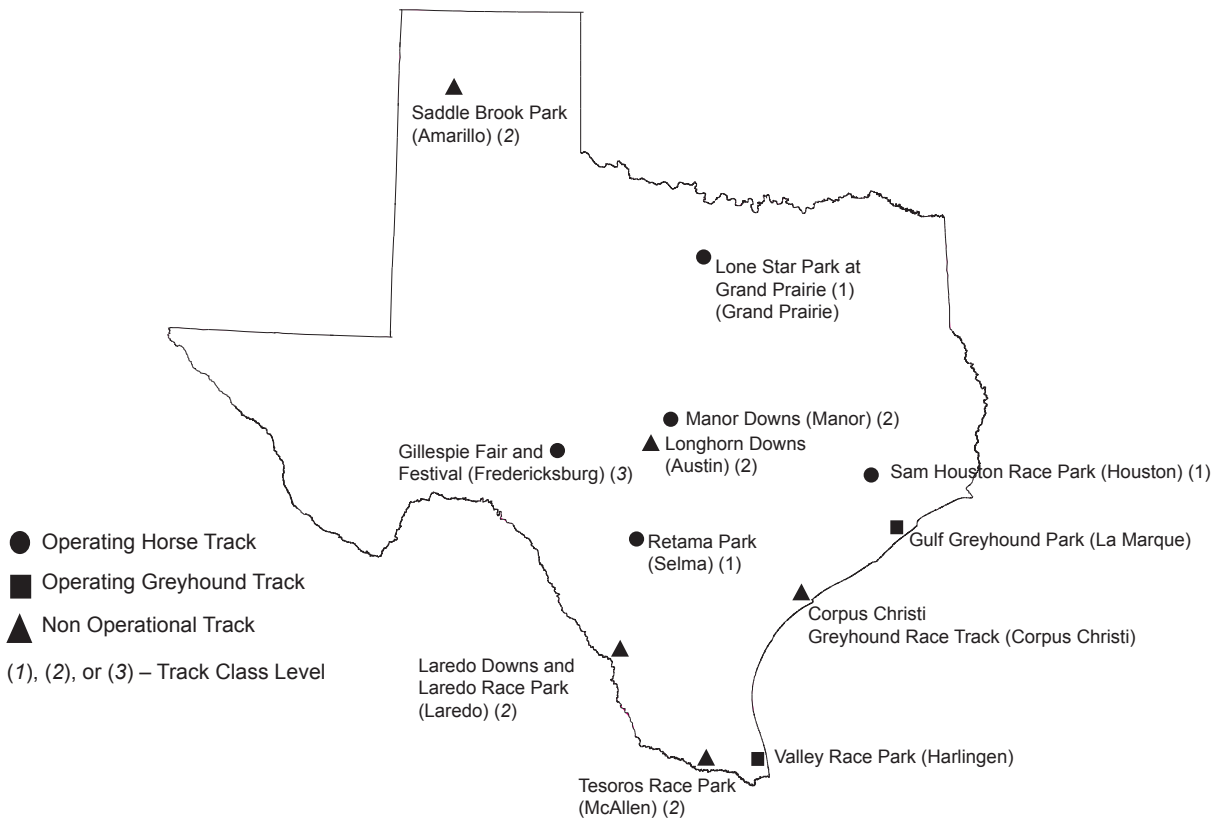 Saddle Brook Park
(Amarillo) (2)
Lone Star Park at
Grand Prairie (1)
(Grand Prairie)
Manor Downs (Manor) (2)
Longhorn Downs
(Austin) (2)
Gillespie Fair and
Festival (Fredericksburg) (3)
Sam Houston Race Park (Houston) (1)
Operating Horse Track
Gulf Greyhound Park (La Marque)
Retama Park
(Selma) (1)
Operating Greyhound Track
Non Operational Track
Corpus Christi
Greyhound Race Track (Corpus Christi)
(1), (2), or (3) – Track Class Level
Laredo Downs and
Laredo Race Park
(Laredo) (2)
Valley Race Park (Harlingen)
Tesoros Race Park
(McAllen) (2)